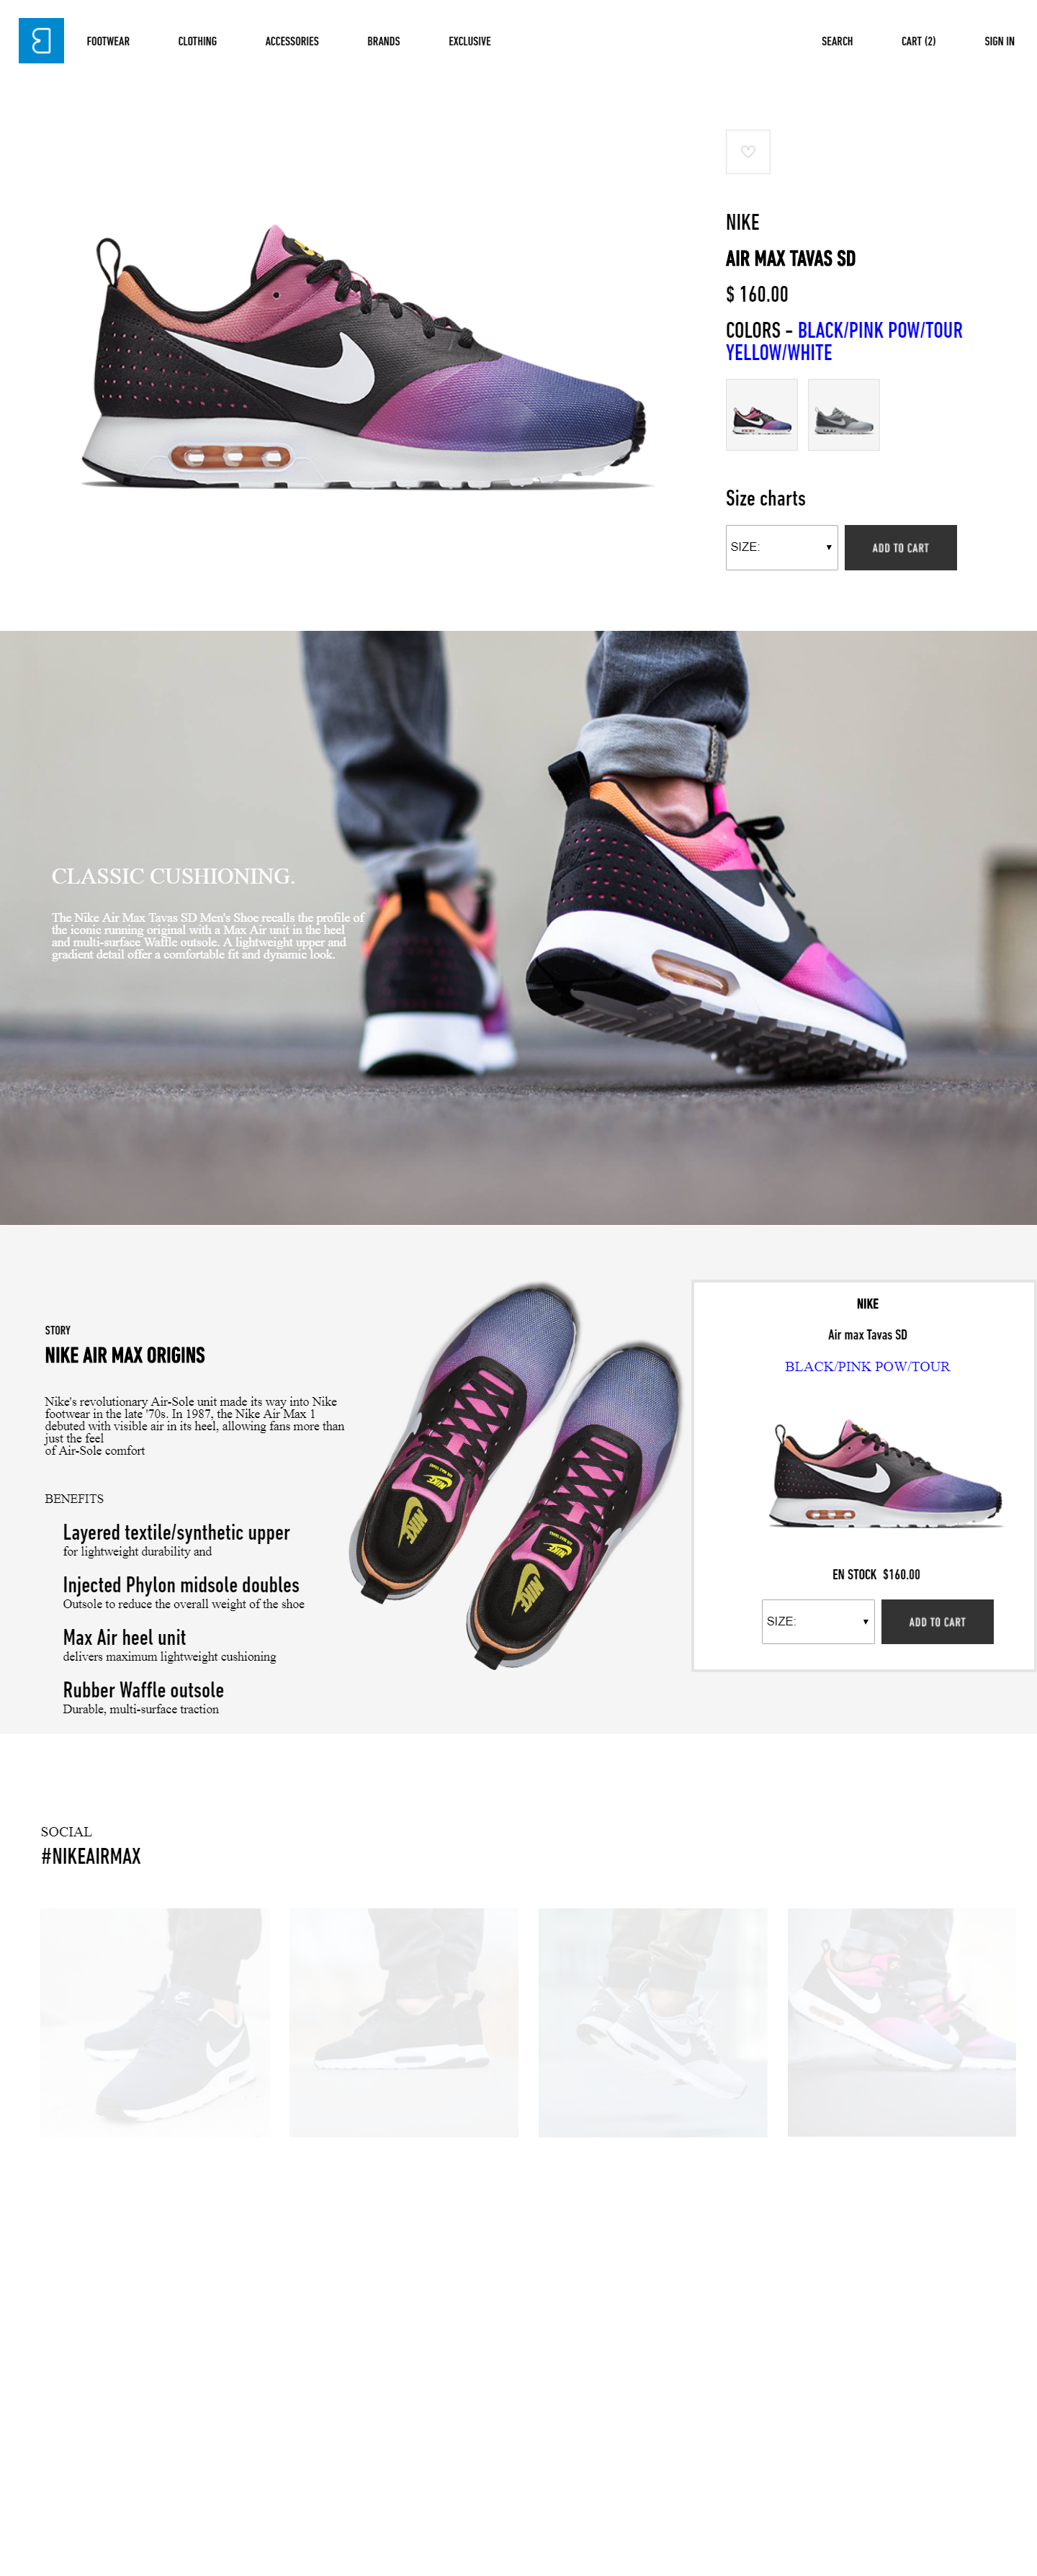 FOOTWEAR CLOTHING ACCESSORIES BRANDS EXCLUSIVE SEARCH CART (2) SIGN IN
NIKE
AIR MAX TAVAS SD
$ 160.00
COLORS - BLACK/PINK POW/TOUR
YELLOW/WHITE
Size charts
SIZE: ADD TO CART
CLASSIC CUSHIONING.
The Nike Air Max Tavas SD Men's Shoe recalls the profile of
the iconic running original with a Max Air unit in the heel
and multi-surface Waffle outsole. A lightweight upper and
gradient detail offer a comfortable fit and dynamic look.
STORY
NIKE AIR MAX ORIGINS
Nike's revolutionary Air-Sole unit made its way into Nike
footwear in the late '70s. In 1987, the Nike Air Max 1
debuted with visible air in its heel, allowing fans more than
just the feel
of Air-Sole comfort
BENEFITS
Layered textile/synthetic upper
for lightweight durability and
Injected Phylon midsole doubles
Outsole to reduce the overall weight of the shoe
Max Air heel unit
delivers maximum lightweight cushioning
Rubber Waffle outsole
Durable, multi-surface traction
NIKE
NIKE
NIKE
NIKE
NIKE
Air max Tavas SD
BLACK/PINK POW/TOUR
EN STOCK $160.00
SIZE: ADD TO CART
SOCIAL
#NIKEAIRMAX